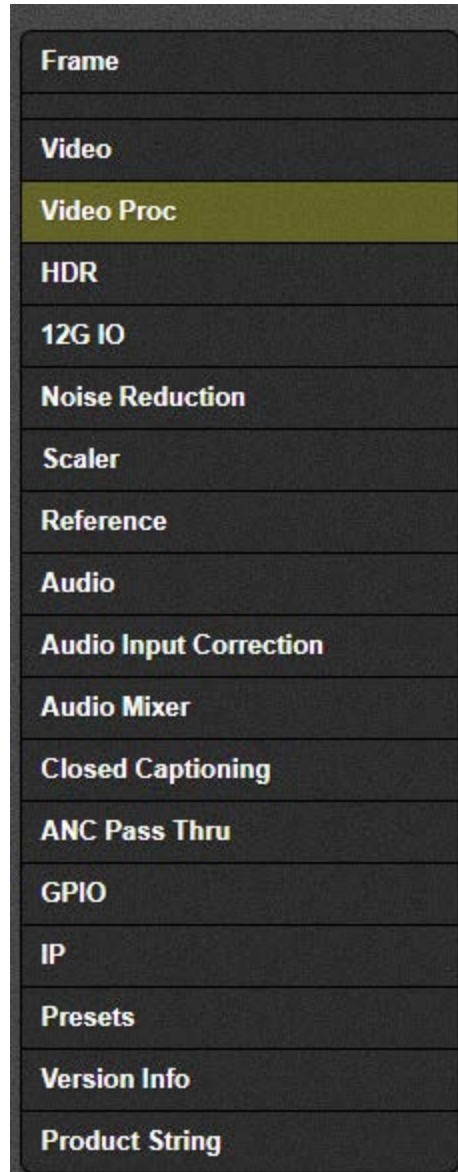 Frame
Video
Video Proc
HDR
12G IO
Noise Reduction
Scaler
Reference
Audio
Audio Input Correction
Audio Mixer
Closed Captioning
ANC Pass Thru
GPIO
IP
Presets
Version Info
Product String